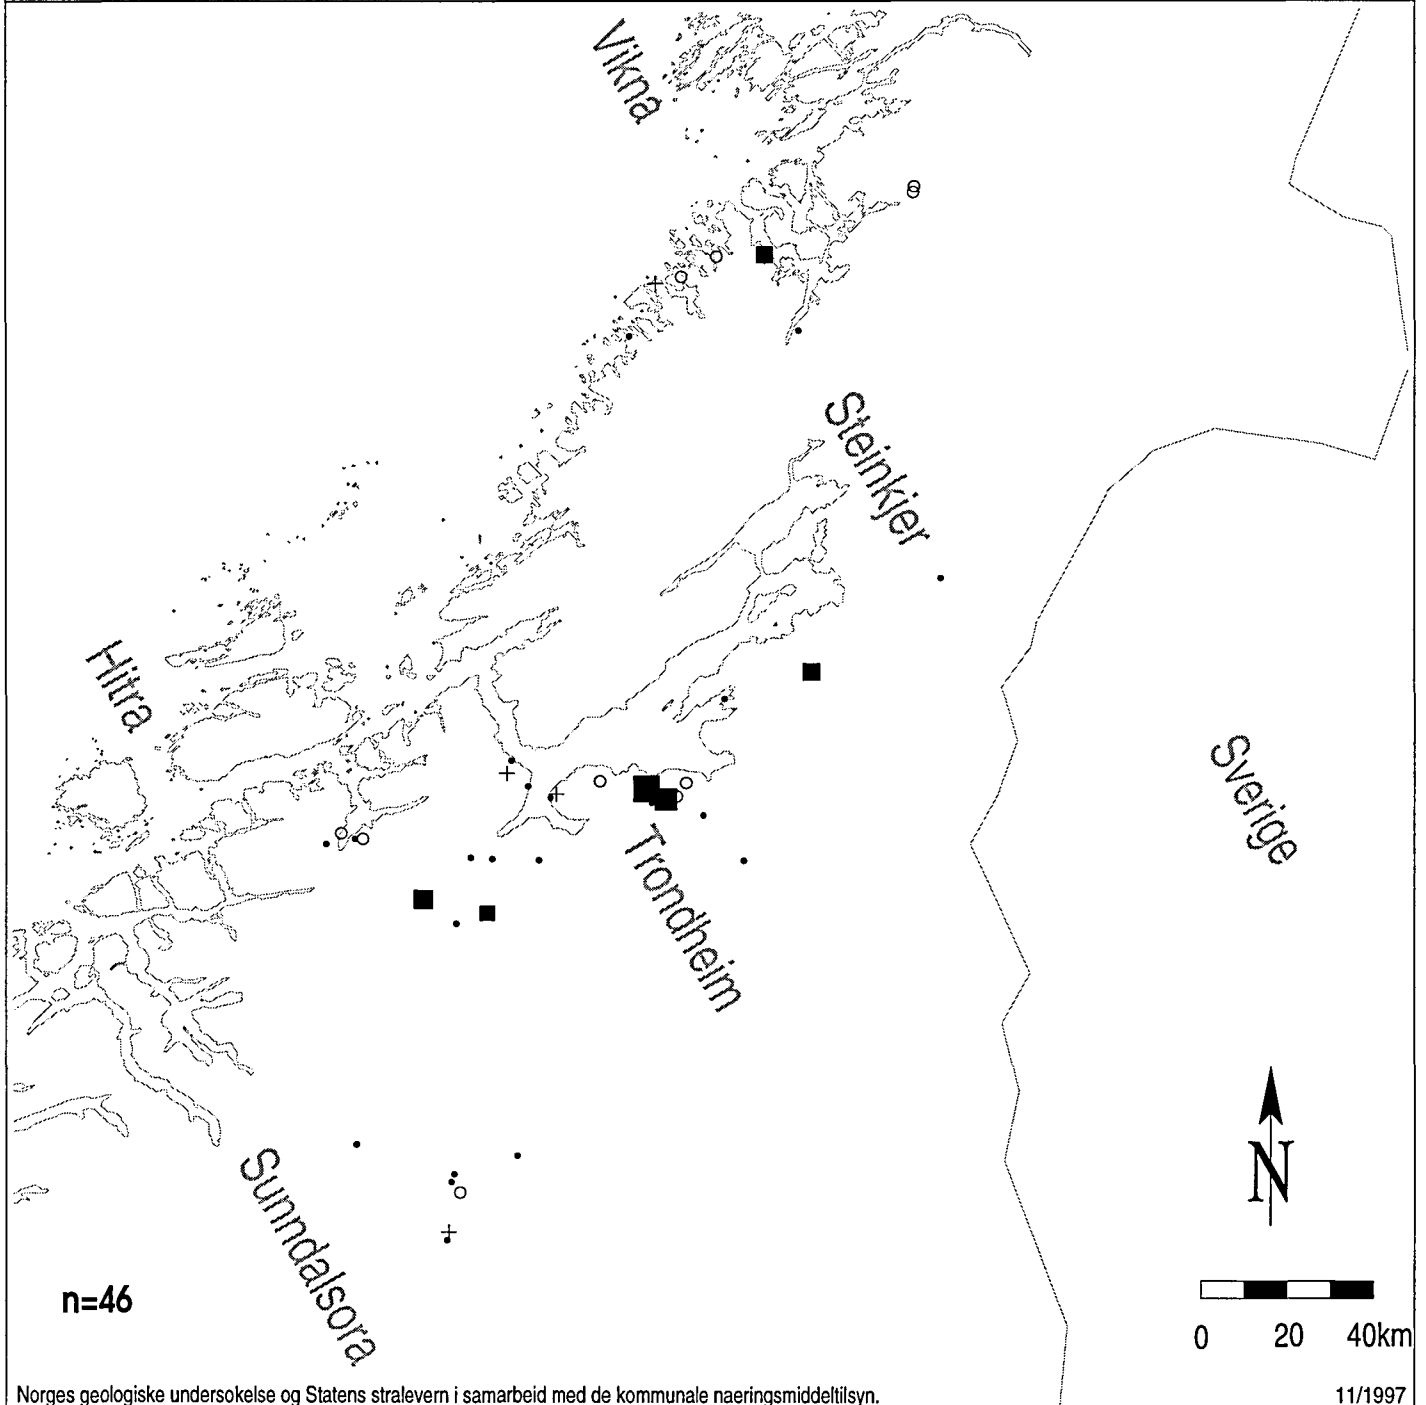 Vikna
Steinkjer
Hitra
Sverige
Trondheim
Sunndalsora
N
n=46
0 20 40km
Norges geologiske undersokelse og Statens stralevern i samarbeid med de kommunale naeringsmiddeltilsyn.
11/1997